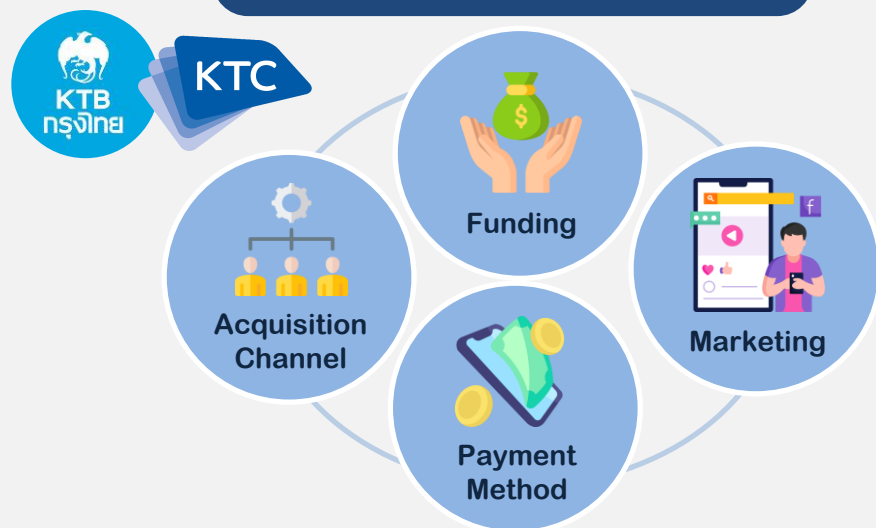 KTB
กรุงไทย
KTC
Funding
$
Acquisition
Channel
f
Marketing
Payment
Method